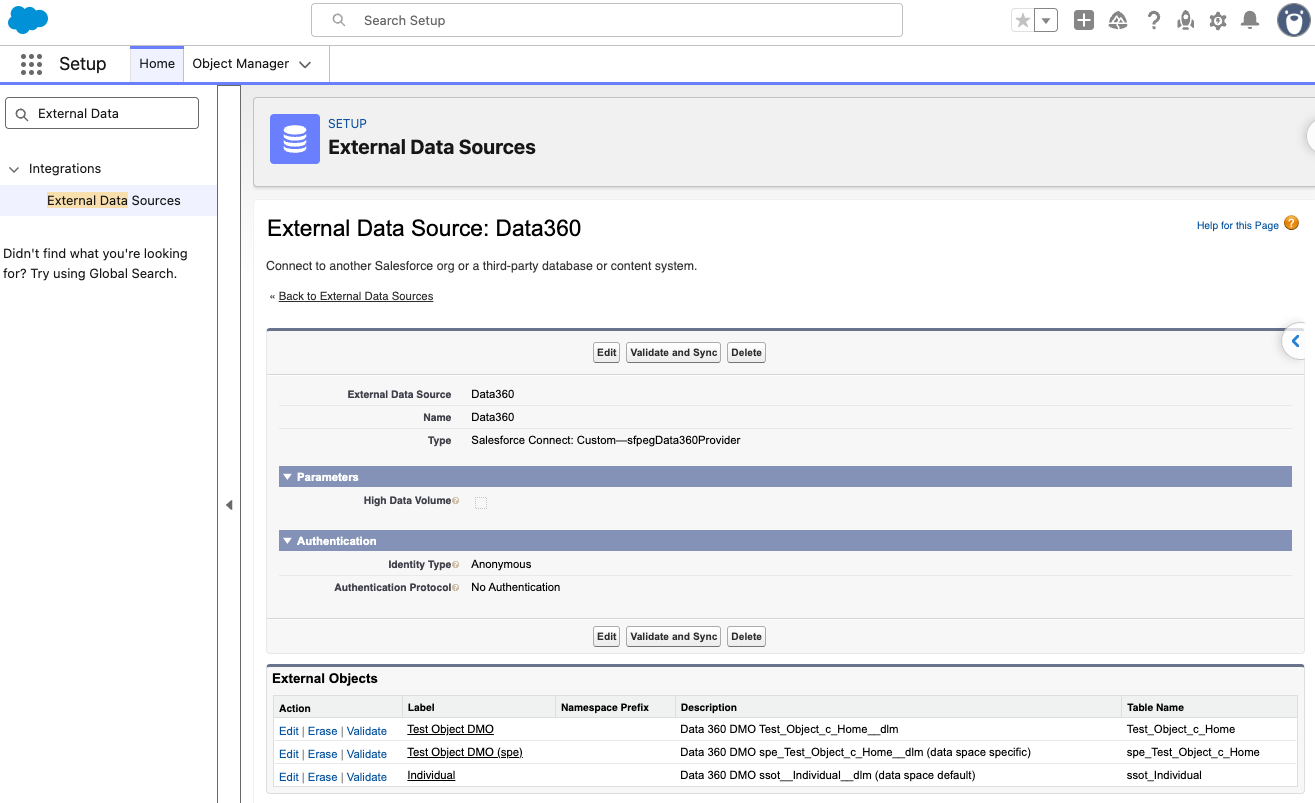 Search Setup
Setup
Home
Object Manager
External Data
Integrations
External Data Sources
Didn't find what you're looking
for? Try using Global Search.
SETUP
External Data Sources
External Data Source: Data360
Help for this Page ?
Connect to another Salesforce org or a third-party database or content system.
« Back to External Data Sources
Edit Validate and Sync Delete
External Data Source Data360
Name Data360
Type Salesforce Connect: Custom—sfpegData360Provider
Parameters
High Data Volume
Authentication
Identity Type Anonymous
Authentication Protocol No Authentication
Edit Validate and Sync Delete
External Objects
Action Label Namespace Prefix Description Table Name
Edit | Erase | Validate Test Object DMO Data 360 DMO Test_Object_c_Home__dlm Test_Object_c_Home
Edit | Erase | Validate Test Object DMO (spe) Data 360 DMO spe_Test_Object_c_Home__dlm (data space specific) spe_Test_Object_c_Home
Edit | Erase | Validate Individual Data 360 DMO ssot__Individual__dlm (data space default) ssot_Individual